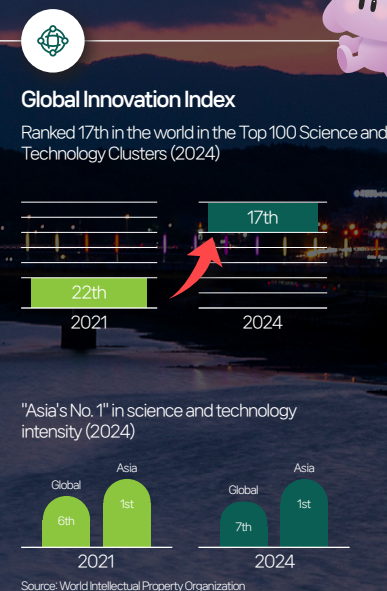 Global Innovation Index
Ranked 17th in the world in the Top 100 Science and
Technology Clusters (2024)
17th
22th
2021
2024
"Asia's No. 1" in science and technology
intensity (2024)
Global
Asia
6th
1st
Global
Asia
7th
1st
2021
2024
Source: World Intellectual Property Organization